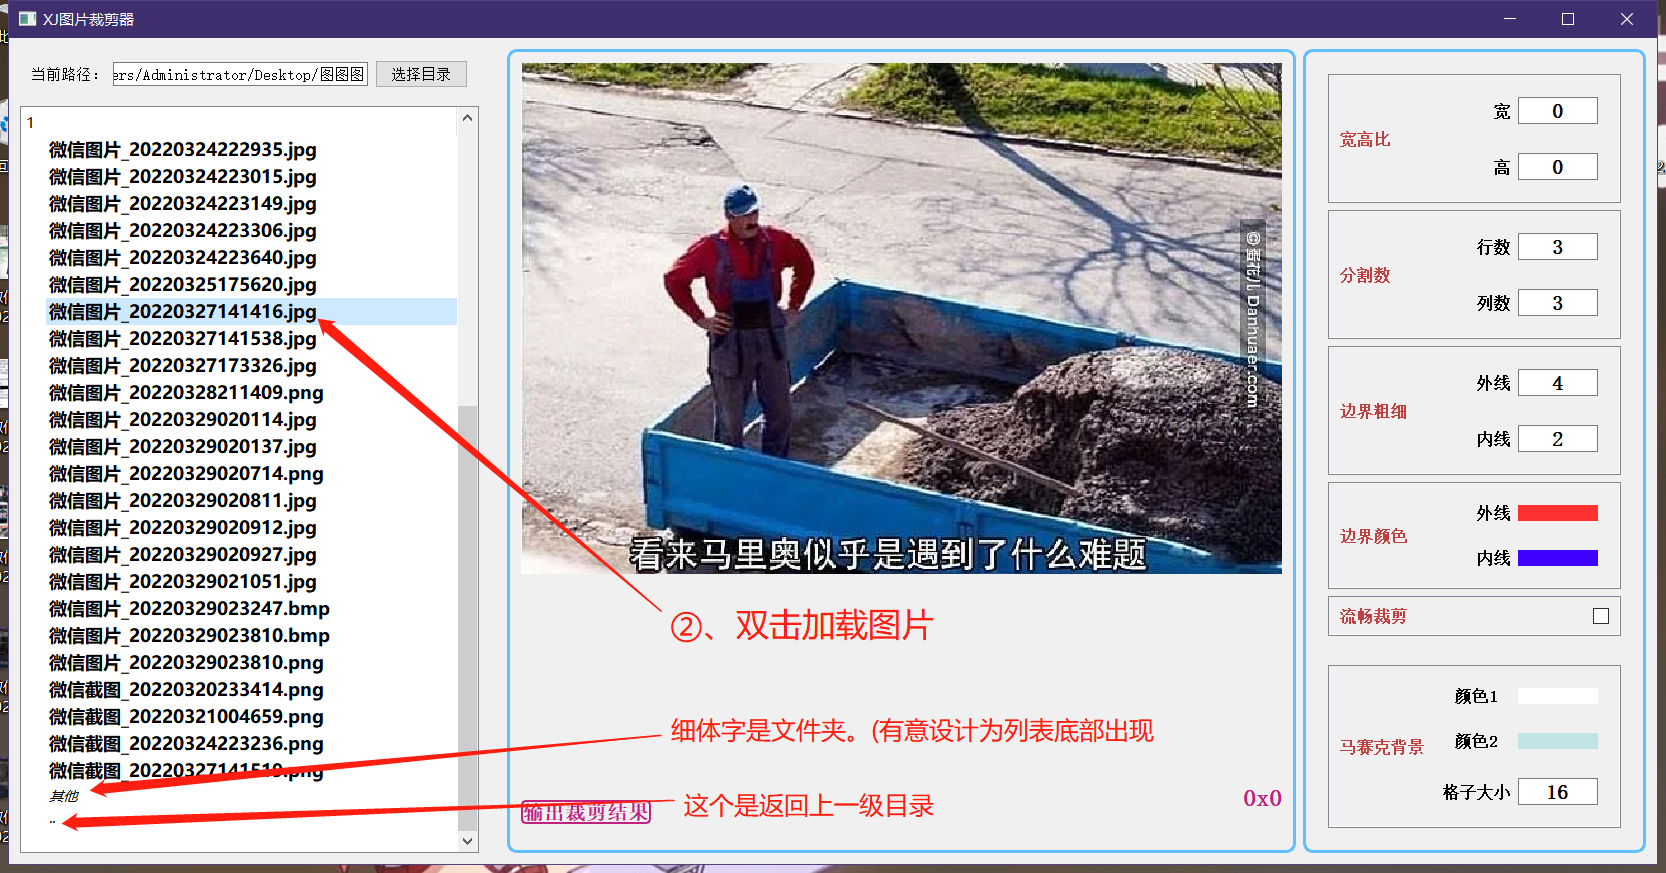 XJ图片裁剪器
当前路径：
ers/Administrator/Desktop/图图图
选择目录
1
微信图片_20220324222935.jpg
微信图片_20220324223015.jpg
微信图片_20220324223149.jpg
微信图片_20220324223306.jpg
微信图片_20220324223640.jpg
微信图片_20220325175620.jpg
微信图片_20220327141416.jpg
微信图片_20220327141538.jpg
微信图片_20220327173326.jpg
微信图片_20220328211409.png
微信图片_20220329020114.jpg
微信图片_20220329020137.jpg
微信图片_20220329020714.png
微信图片_20220329020811.jpg
微信图片_20220329020912.jpg
微信图片_20220329020927.jpg
微信图片_20220329021051.jpg
微信图片_20220329023247.bmp
微信图片_20220329023810.bmp
微信图片_20220329023810.png
微信截图_20220320233414.png
微信截图_20220321004659.png
微信截图_20220324223236.png
微信截图_20220327141519.png
其他
..
@蛋花儿 Danhuaer.com
看来马里奥似乎是遇到了什么难题
②、双击加载图片
细体字是文件夹。(有意设计为列表底部出现
这个是返回上一级目录
输出裁剪结果
0x0
宽高比
宽 0
高 0
分割数
行数 3
列数 3
边界粗细
外线 4
内线 2
边界颜色
外线
内线
流畅裁剪
马赛克背景
颜色1
颜色2
格子大小 16